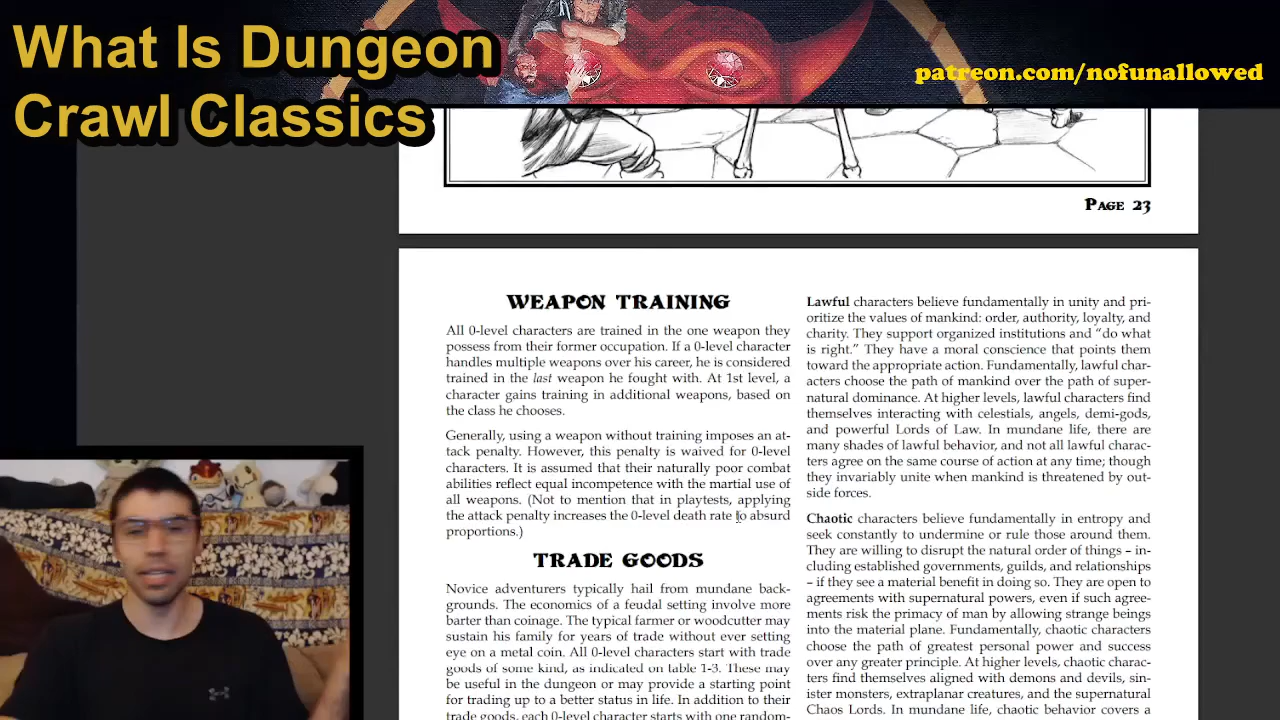 What Is Dungeon
Crawl Classics
patreon.com/nofunallowed
Page 23
Weapon Training
All 0-level characters are trained in the one weapon they
possess from their former occupation. If a 0-level character
handles multiple weapons over his career, he is considered
trained in the last weapon he fought with. At 1st level, a
character gains training in additional weapons, based on
the class he chooses.
Generally, using a weapon without training imposes an at-
tack penalty. However, this penalty is waived for 0-level
characters. It is assumed that their naturally poor combat
abilities reflect equal incompetence with the martial use of
all weapons. (Not to mention that in playtests, applying
the attack penalty increases the 0-level death rate to absurd
proportions.)
Trade Goods
Novice adventurers typically hail from mundane back-
grounds. The economics of a feudal setting involve more
barter than coinage. The typical farmer or woodcutter may
sustain his family for years of trade without ever setting
eye on a metal coin. All 0-level characters start with trade
goods of some kind, as indicated on table 1-3. These may
be useful in the dungeon or may provide a starting point
for trading up to a better status in life. In addition to their
trade goods, each 0-level character starts with one random-
Lawful characters believe fundamentally in unity and pri-
oritize the values of mankind: order, authority, loyalty, and
charity. They support organized institutions and “do what
is right.” They have a moral conscience that points them
toward the appropriate action. Fundamentally, lawful char-
acters choose the path of mankind over the path of super-
natural dominance. At higher levels, lawful characters find
themselves interacting with celestials, angels, demi-gods,
and powerful Lords of Law. In mundane life, there are
many shades of lawful behavior, and not all lawful charac-
ters agree on the same course of action at any time; though
they invariably unite when mankind is threatened by out-
side forces.
Chaotic characters believe fundamentally in entropy and
seek constantly to undermine or rule those around them.
They are willing to disrupt the natural order of things – in-
cluding established governments, guilds, and relationships
– if they see a material benefit in doing so. They are open to
agreements with supernatural powers, even if such agree-
ments risk the primacy of man by allowing strange beings
into the material plane. Fundamentally, chaotic characters
choose the path of greatest personal power and success
over any greater principle. At higher levels, chaotic charac-
ters find themselves aligned with demons and devils, sin-
ister monsters, extraplanar creatures, and the supernatural
Chaos Lords. In mundane life, chaotic behavior covers a